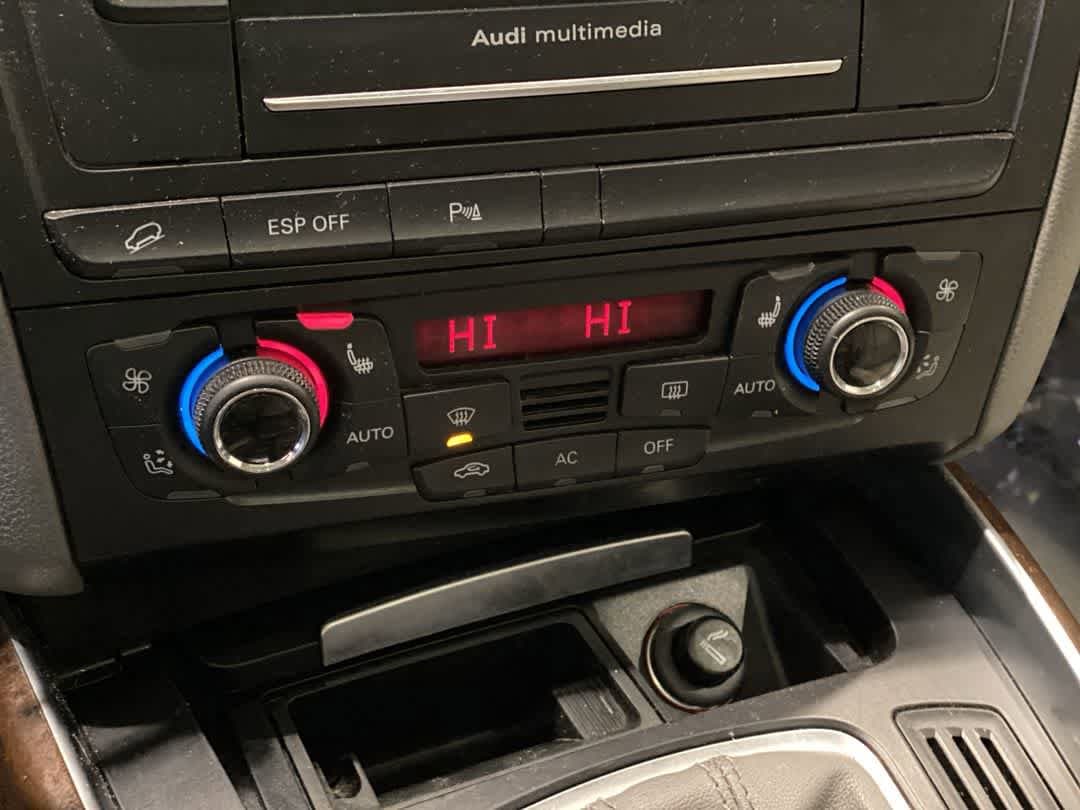 Audi multimedia
ESP OFF
P
HI HI
AUTO
AUTO
AC
OFF